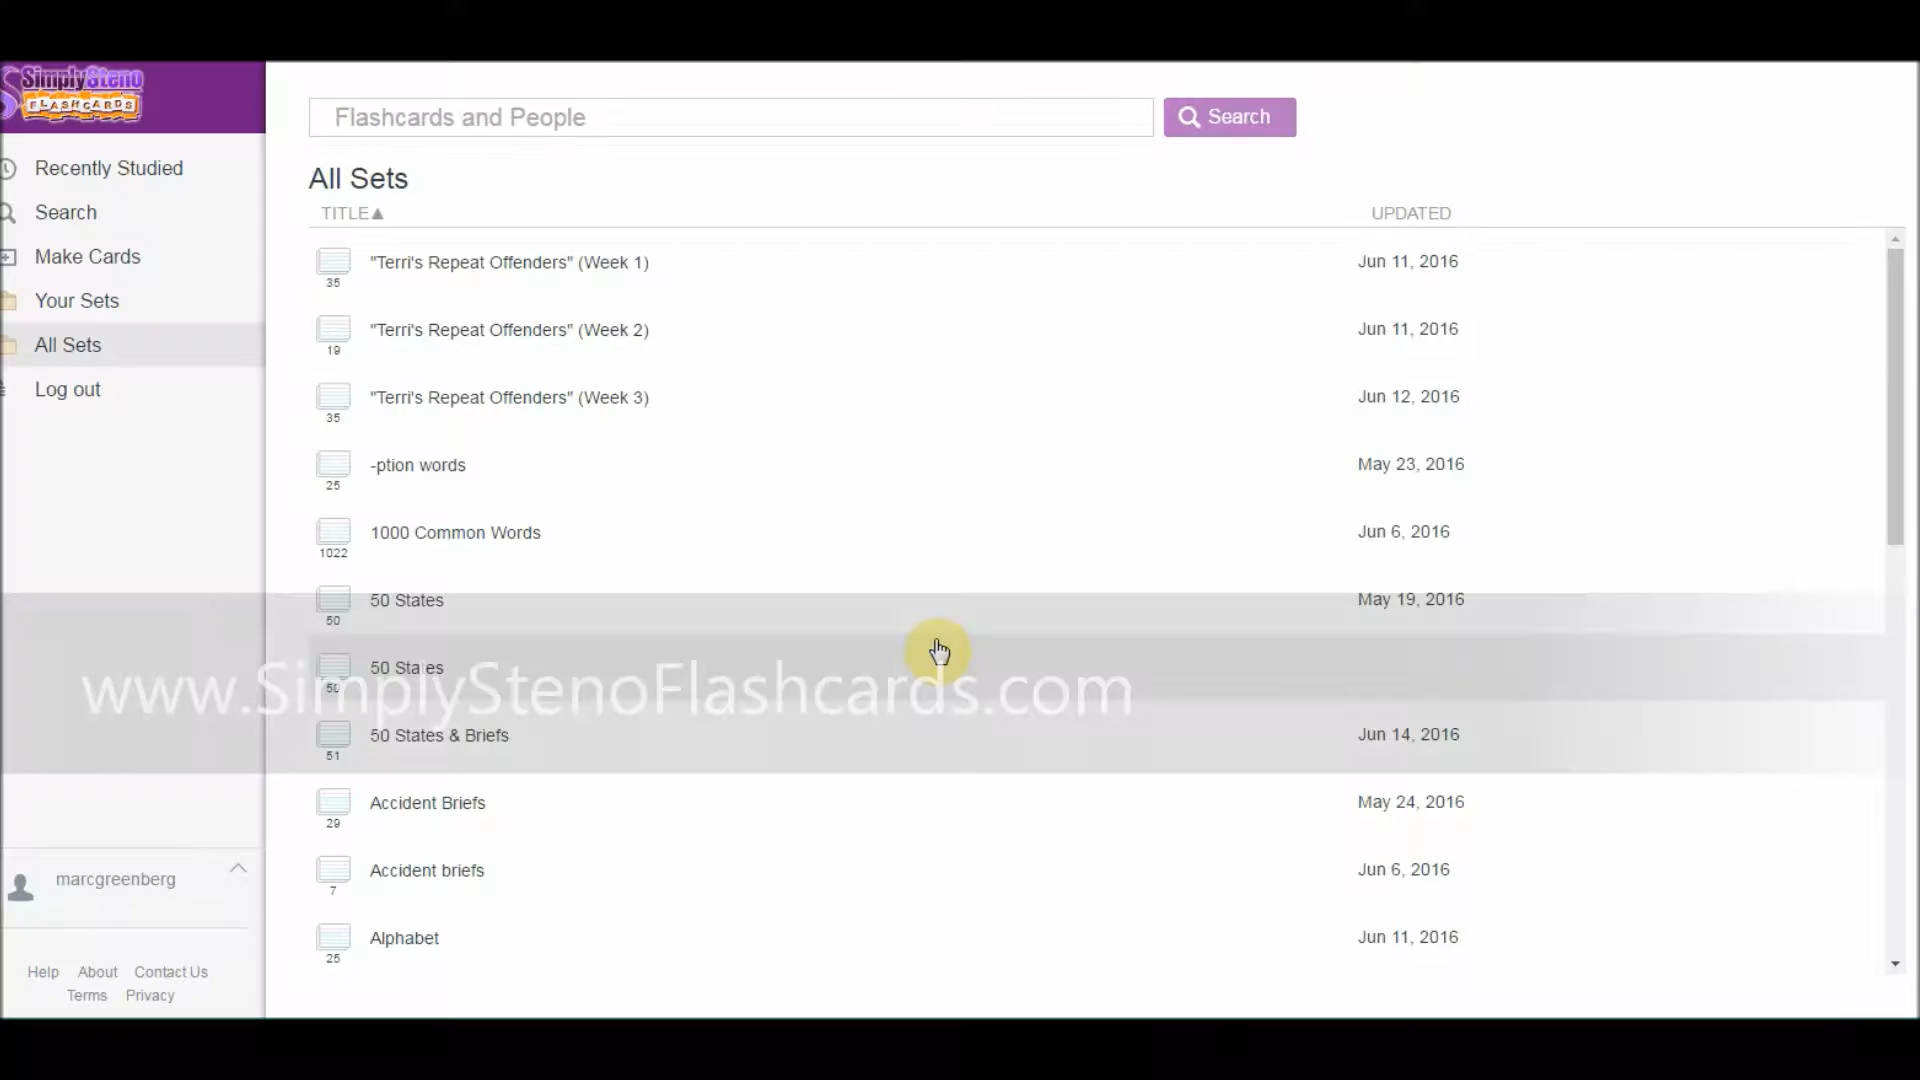 SimplySteno
FLASHCARDS
Flashcards and People
Search
Recently Studied
Search
Make Cards
Your Sets
All Sets
Log out
All Sets
TITLE▲ UPDATED
"Terri's Repeat Offenders" (Week 1) Jun 11, 2016
35
"Terri's Repeat Offenders" (Week 2) Jun 11, 2016
19
"Terri's Repeat Offenders" (Week 3) Jun 12, 2016
35
-ption words May 23, 2016
25
1000 Common Words Jun 6, 2016
1022
50 States May 19, 2016
50
50 States
50
www.SimplyStenoFlashcards.com
50 States & Briefs Jun 14, 2016
51
Accident Briefs May 24, 2016
29
Accident briefs Jun 6, 2016
7
Alphabet Jun 11, 2016
25
marcgreenberg
Help About Contact Us
Terms Privacy